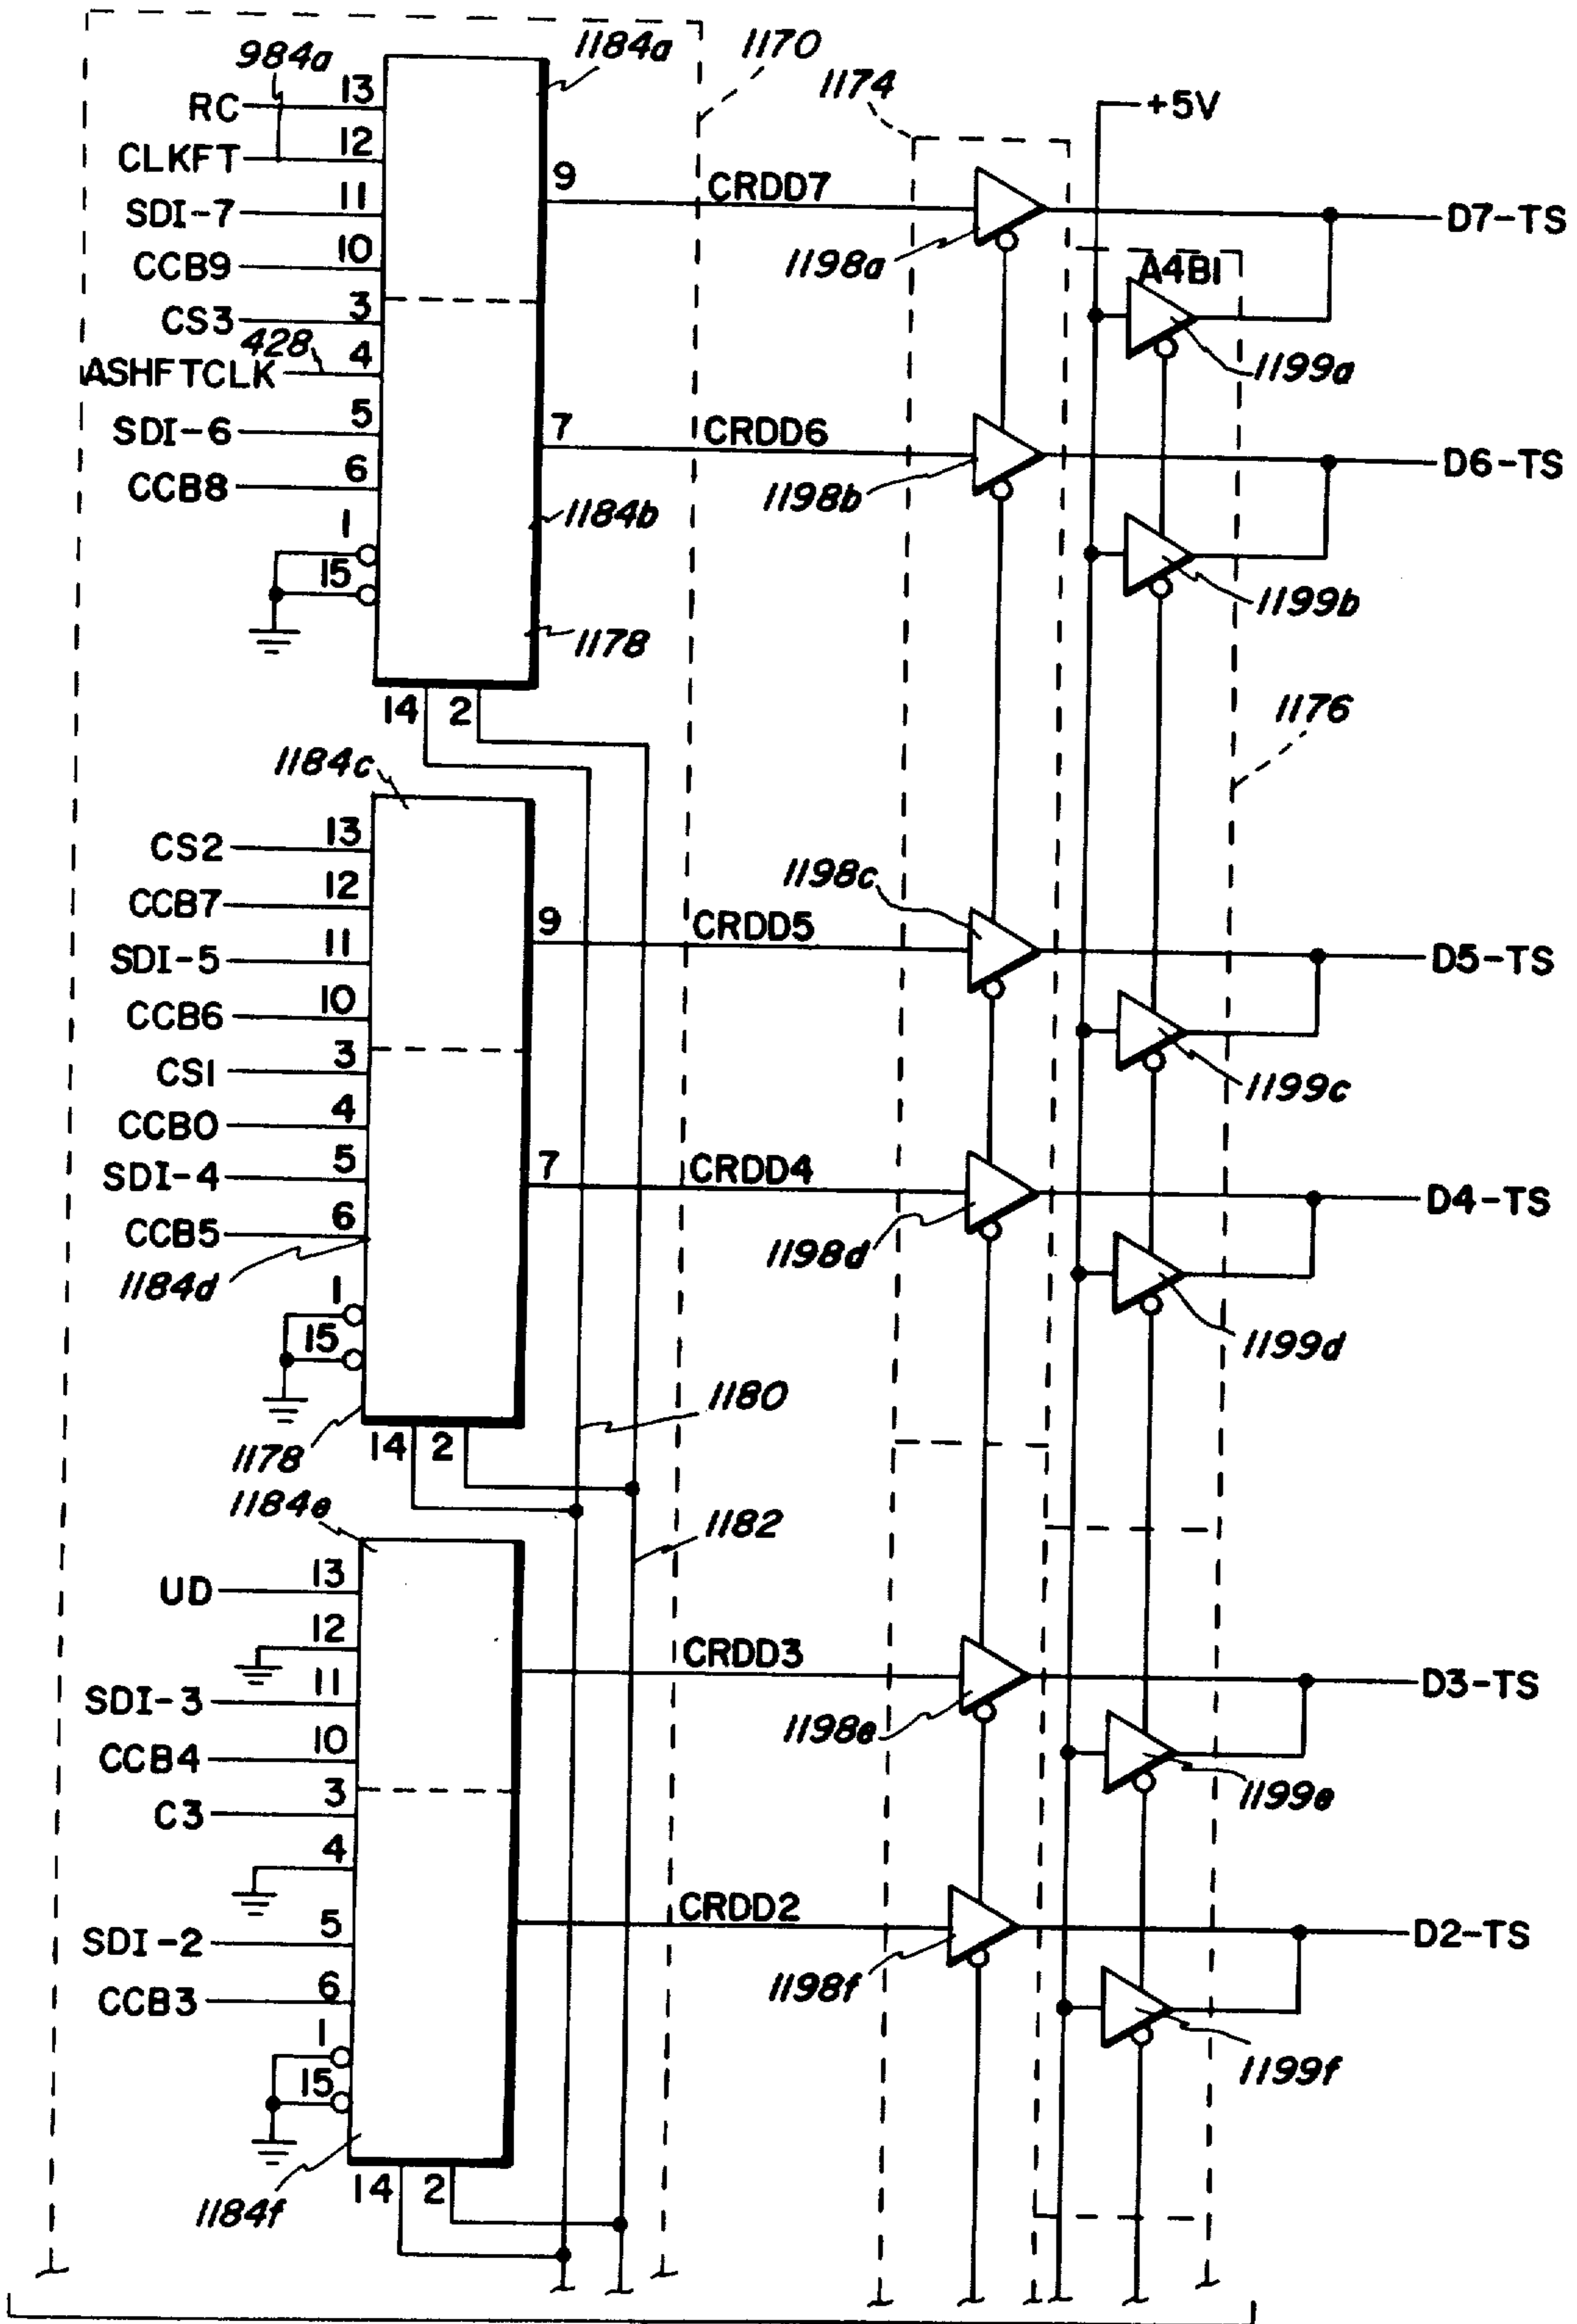 984a
1184a
1170
1174
RC 13
CLKFT 12
SDI-7 11
CCB9 10
CS3 3
428
ASHFTCLK 4
SDI-6 5
CCB8 6
1
15
9
CRDD7
7
CRDD6
1184b
1178
14 2
+5V
1198a
D7-TS
A4B1
1199a
1198b
D6-TS
1199b
1176
1184c
CS2 13
CCB7 12
SDI-5 11
CCB6 10
CS1 3
CCB0 4
SDI-4 5
CCB5 6
1184d
1
15
1178
14 2
9
CRDD5
7
CRDD4
1198c
D5-TS
1199c
1198d
D4-TS
1199d
1180
1182
1184e
UD 13
12
SDI-3 11
CCB4 10
C3 3
4
SDI-2 5
CCB3 6
1
15
1184f
14 2
CRDD3
CRDD2
1198e
D3-TS
1199e
1198f
D2-TS
1199f